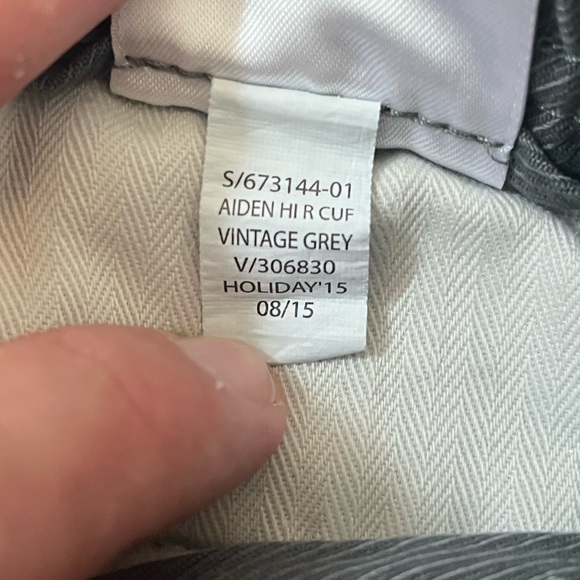 S/673144-01
AIDEN HI R CUF
VINTAGE GREY
V/306830
HOLIDAY'15
08/15